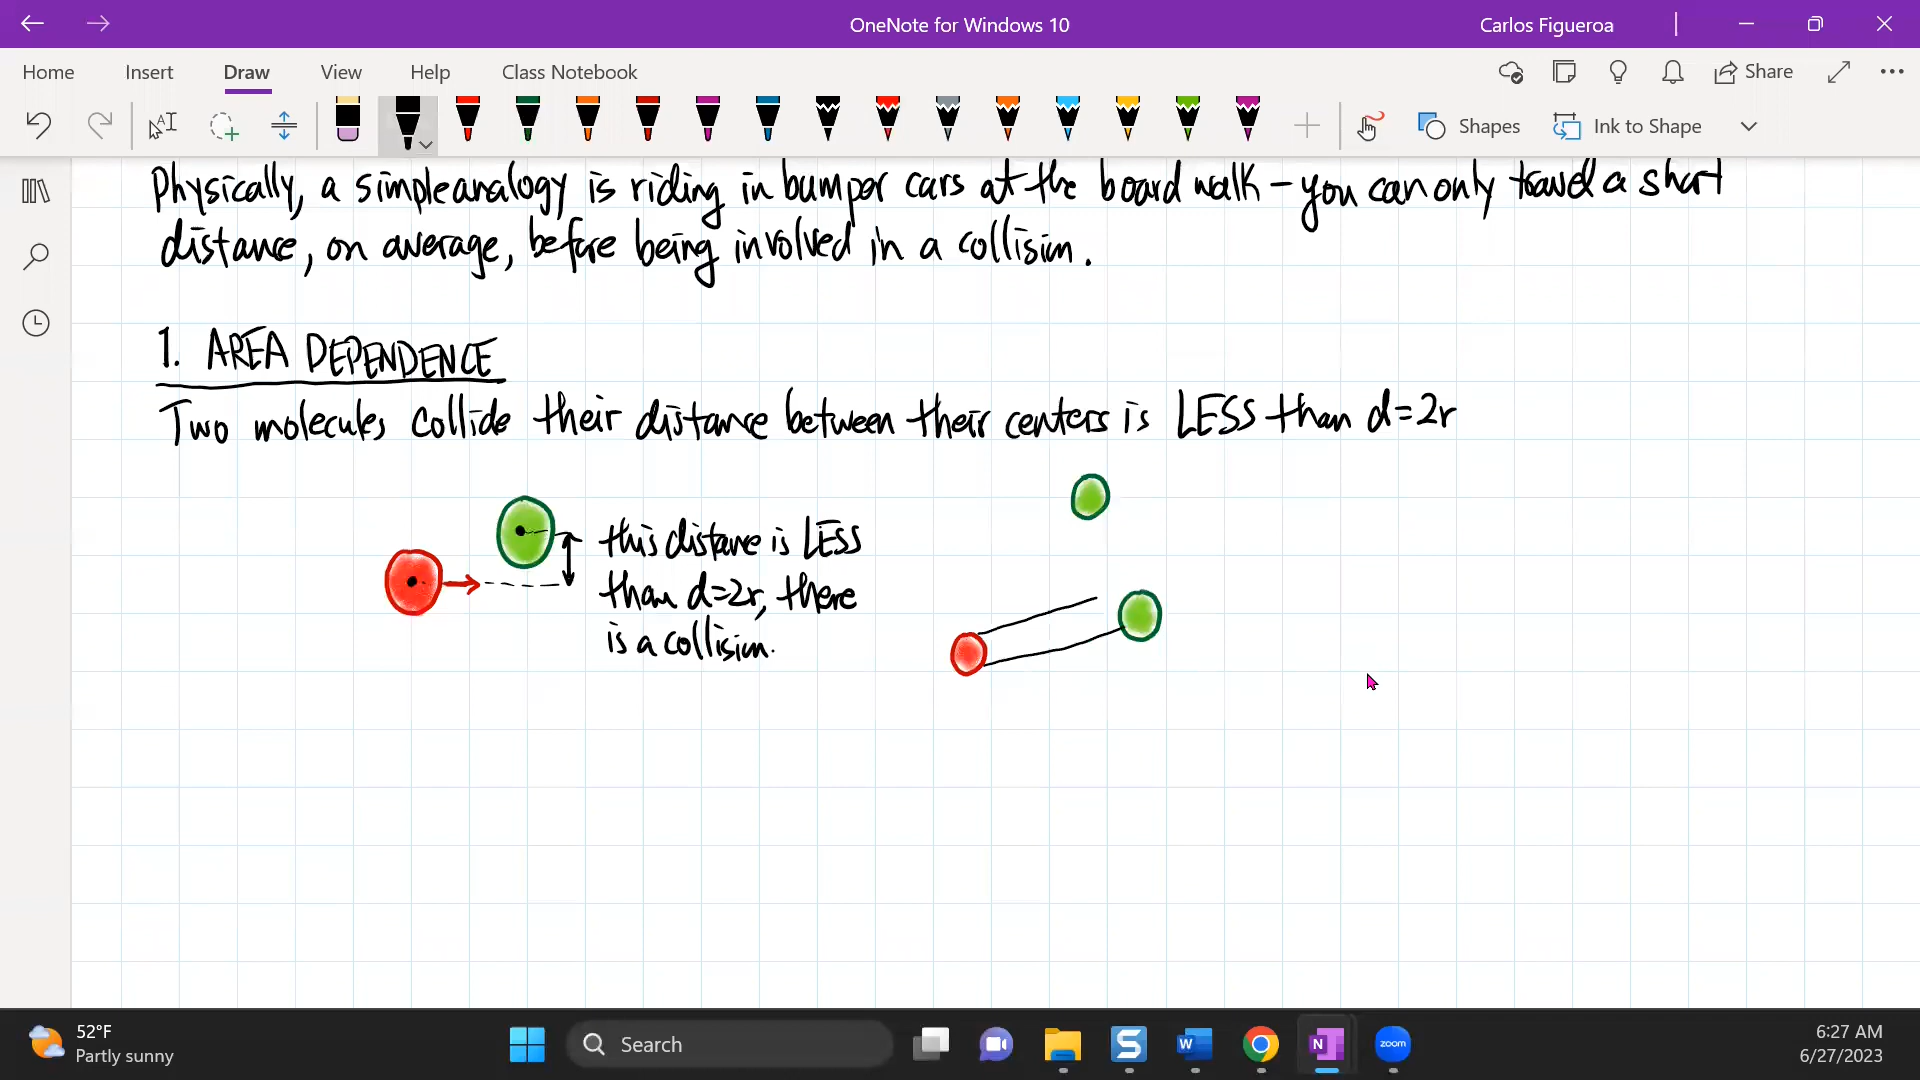 OneNote for Windows 10
Carlos Figueroa
Home Insert Draw View Help Class Notebook Share
Shapes Ink to Shape
Physically, a simple analogy is riding in bumper cars at the board walk – you can only travel a short
distance, on average, before being involved in a collision.
1. AREA DEPENDENCE
Two molecules collide their distance between their centers is LESS than d=2r
this distance is LESS
than d=2r, there
is a collision.
52°F
Partly sunny
Search
zoom
6:27 AM
6/27/2023